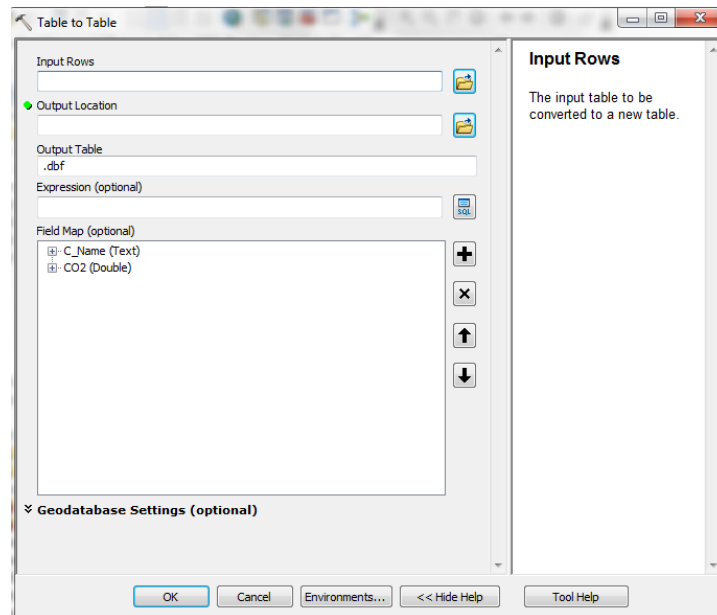 Table to Table
Input Rows
Output Location
Output Table
.dbf
Expression (optional)
SQL
Field Map (optional)
C_Name (Text)
CO2 (Double)
Geodatabase Settings (optional)
OK
Cancel
Environments...
<< Hide Help
Tool Help
Input Rows
The input table to be
converted to a new table.